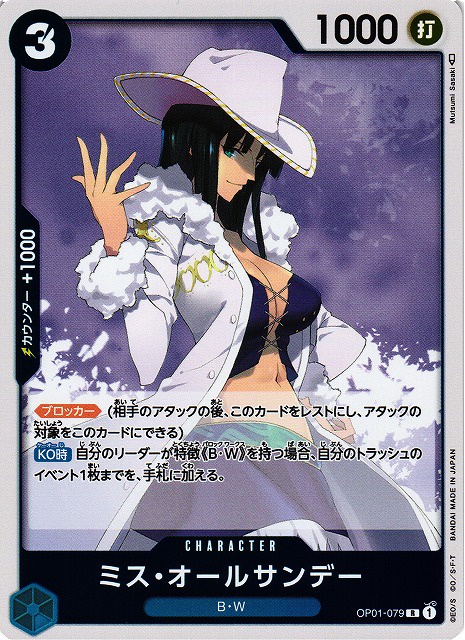 3
1000
打
Mutsumi Sasaki
カウンター +1000
ブロッカー (相手のアタックの後、このカードをレストにし、アタックの
対象をこのカードにできる)
KO時 自分のリーダーが特徴《B・W》を持つ場合、自分のトラッシュの
イベント1枚までを、手札に加える。
BANDAI MADE IN JAPAN
©EO/S ©O/S・F・T
CHARACTER
ミス・オールサンデー
B・W
OP01-079 R 1